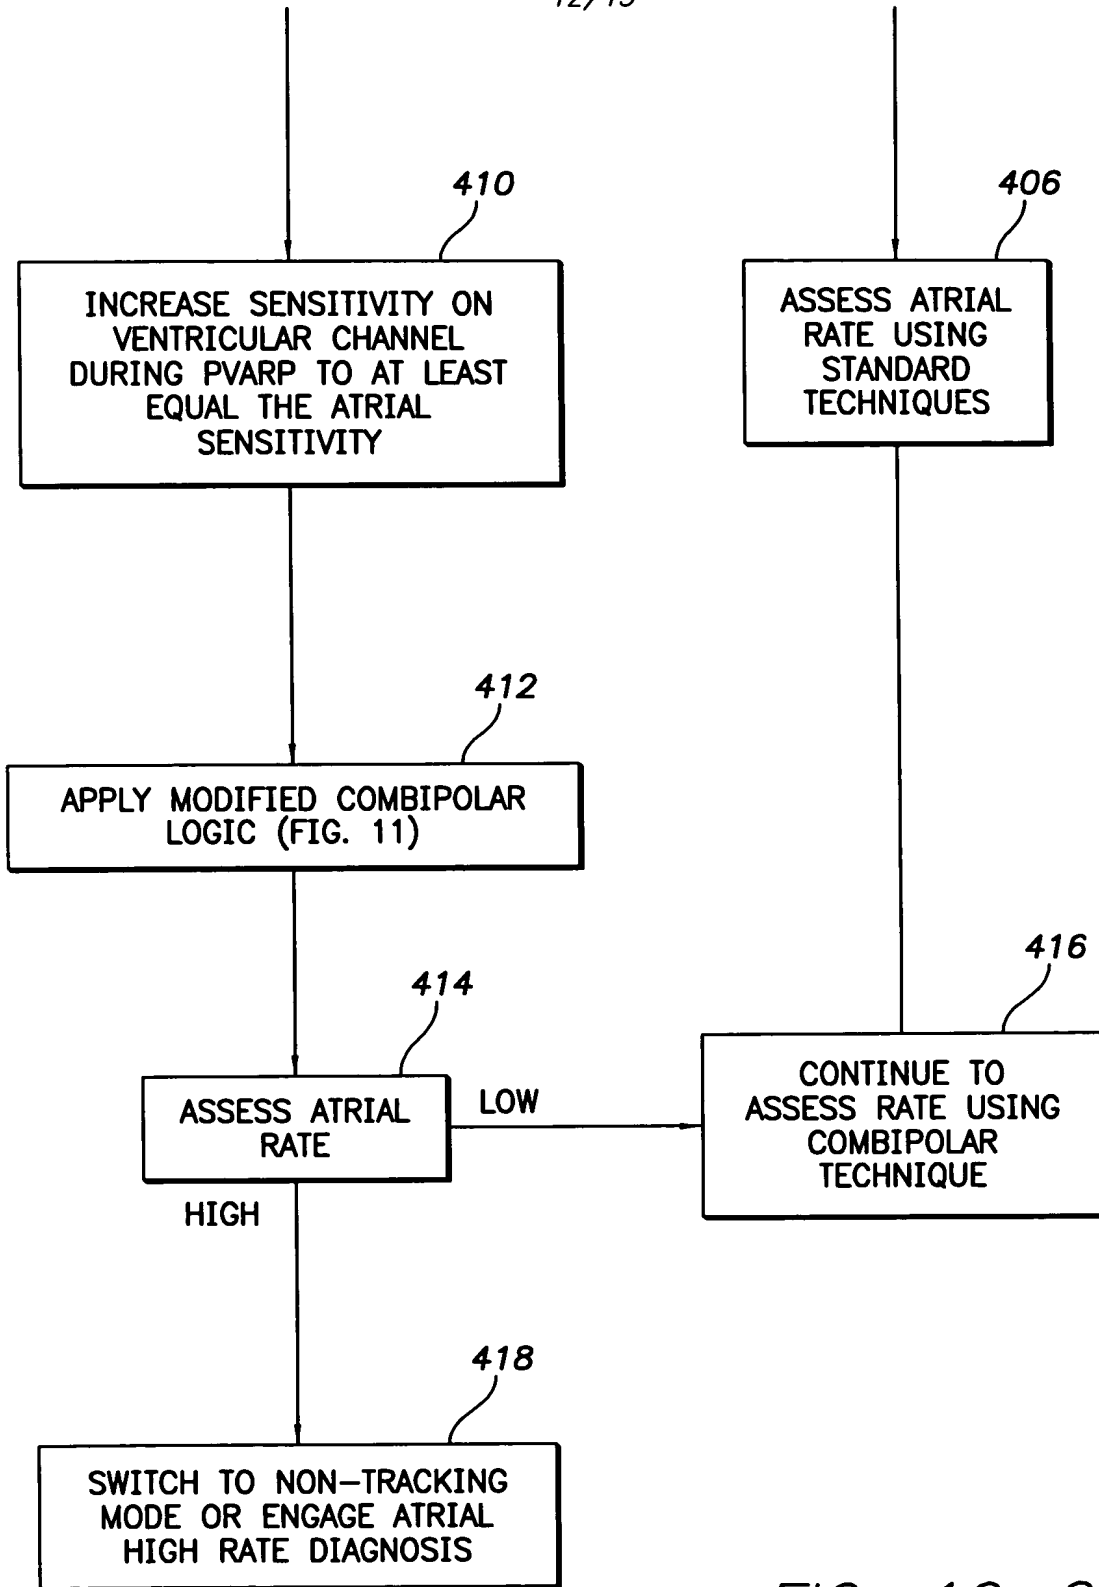 12/13
410
406
INCREASE SENSITIVITY ON
VENTRICULAR CHANNEL
DURING PVARP TO AT LEAST
EQUAL THE ATRIAL
SENSITIVITY
ASSESS ATRIAL
RATE USING
STANDARD
TECHNIQUES
412
APPLY MODIFIED COMBIPOLAR
LOGIC (FIG. 11)
414
416
ASSESS ATRIAL
RATE
LOW
HIGH
CONTINUE TO
ASSESS RATE USING
COMBIPOLAR
TECHNIQUE
418
SWITCH TO NON-TRACKING
MODE OR ENGAGE ATRIAL
HIGH RATE DIAGNOSIS